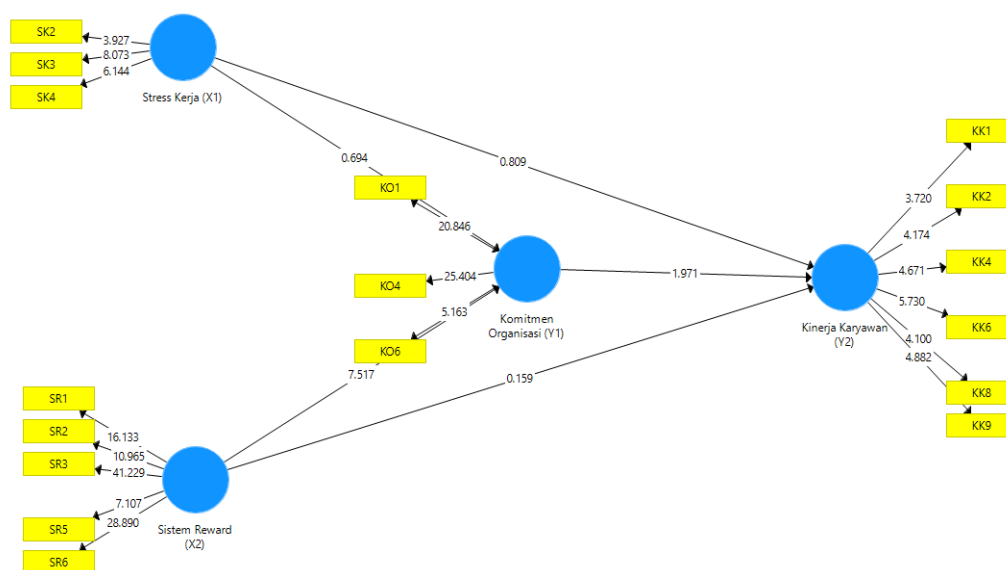 SK2
3.927
SK3
8.073
SK4
6.144
Stress Kerja (X1)
0.694
0.809
KO1
20.846
KO4
25.404
KO6
5.163
Komitmen
Organisasi (Y1)
1.971
7.517
0.159
KK1
3.720
KK2
4.174
KK4
4.671
KK6
5.730
KK8
4.100
KK9
4.882
Kinerja Karyawan
(Y2)
SR1
16.133
SR2
10.965
SR3
41.229
SR5
7.107
SR6
28.890
Sistem Reward
(X2)